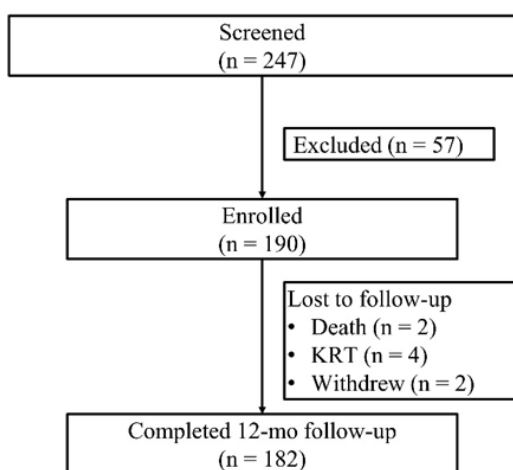 Screened
(n = 247)
Excluded (n = 57)
Enrolled
(n = 190)
Lost to follow-up
• Death (n = 2)
• KRT (n = 4)
• Withdrew (n = 2)
Completed 12-mo follow-up
(n = 182)